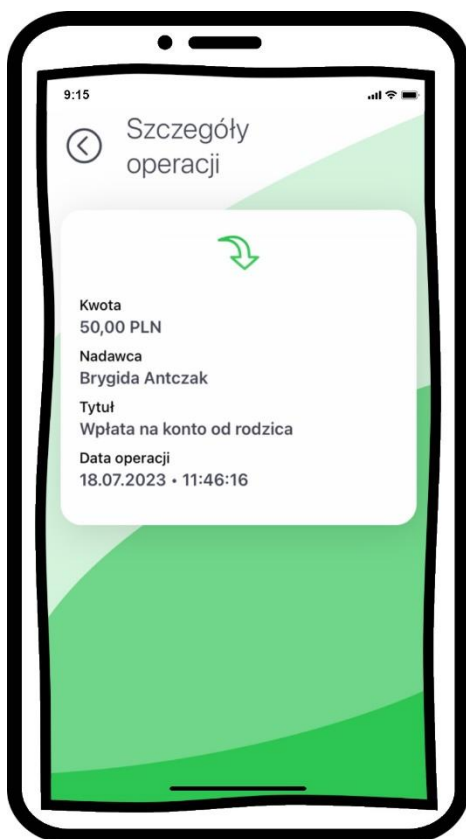 9:15
Szczegóły
operacji
Kwota
50,00 PLN
Nadawca
Brygida Antczak
Tytuł
Wpłata na konto od rodzica
Data operacji
18.07.2023 • 11:46:16